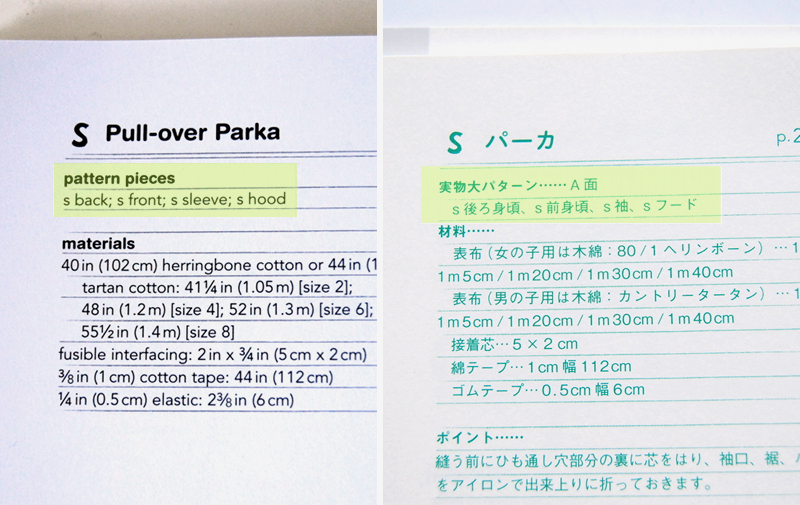 S Pull-over Parka
pattern pieces
s back; s front; s sleeve; s hood
materials
40 in (102 cm) herringbone cotton or 44 in (1
tartan cotton: 41¼ in (1.05 m) [size 2];
48 in (1.2 m) [size 4]; 52 in (1.3 m) [size 6];
55½ in (1.4 m) [size 8]
fusible interfacing: 2 in x ¾ in (5 cm x 2 cm)
⅜ in (1 cm) cotton tape: 44 in (112 cm)
¼ in (0.5 cm) elastic: 2⅜ in (6 cm)
S パーカ p.2
実物大パターン……A面
s後ろ身頃、s前身頃、s袖、sフード
材料……
表布(女の子用は木綿:80/1ヘリンボーン)…1
1m5cm/1m20cm/1m30cm/1m40cm
表布(男の子用は木綿:カントリータータン)…1
1m5cm/1m20cm/1m30cm/1m40cm
接着芯…5×2cm
綿テープ…1cm幅112cm
ゴムテープ…0.5cm幅6cm
ポイント……
縫う前にひも通し穴部分の裏に芯をはり、袖口、裾、
をアイロンで出来上りに折っておきます。